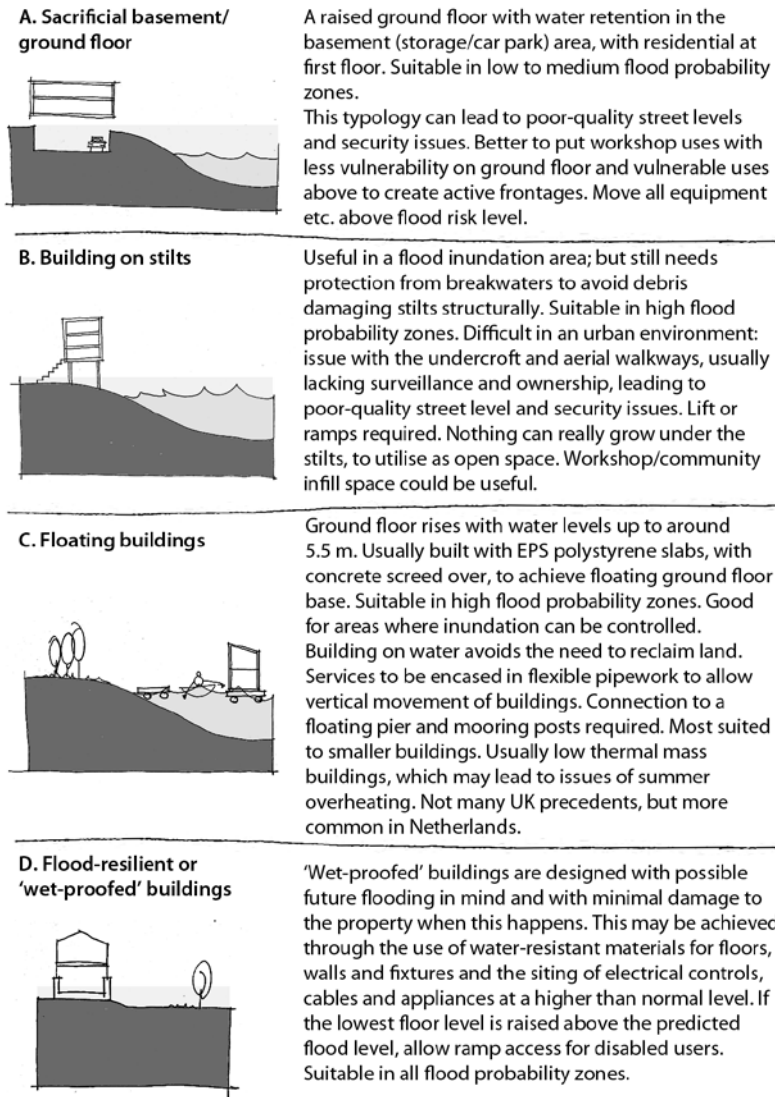 A. Sacrificial basement/
ground floor
A raised ground floor with water retention in the
basement (storage/car park) area, with residential at
first floor. Suitable in low to medium flood probability
zones.
This typology can lead to poor-quality street levels
and security issues. Better to put workshop uses with
less vulnerability on ground floor and vulnerable uses
above to create active frontages. Move all equipment
etc. above flood risk level.
B. Building on stilts
Useful in a flood inundation area; but still needs
protection from breakwaters to avoid debris
damaging stilts structurally. Suitable in high flood
probability zones. Difficult in an urban environment:
issue with the undercroft and aerial walkways, usually
lacking surveillance and ownership, leading to
poor-quality street level and security issues. Lift or
ramps required. Nothing can really grow under the
stilts, to utilise as open space. Workshop/community
infill space could be useful.
C. Floating buildings
Ground floor rises with water levels up to around
5.5 m. Usually built with EPS polystyrene slabs, with
concrete screed over, to achieve floating ground floor
base. Suitable in high flood probability zones. Good
for areas where inundation can be controlled.
Building on water avoids the need to reclaim land.
Services to be encased in flexible pipework to allow
vertical movement of buildings. Connection to a
floating pier and mooring posts required. Most suited
to smaller buildings. Usually low thermal mass
buildings, which may lead to issues of summer
overheating. Not many UK precedents, but more
common in Netherlands.
D. Flood-resilient or
‘wet-proofed’ buildings
‘Wet-proofed’ buildings are designed with possible
future flooding in mind and with minimal damage to
the property when this happens. This may be achieved
through the use of water-resistant materials for floors,
walls and fixtures and the siting of electrical controls,
cables and appliances at a higher than normal level. If
the lowest floor level is raised above the predicted
flood level, allow ramp access for disabled users.
Suitable in all flood probability zones.